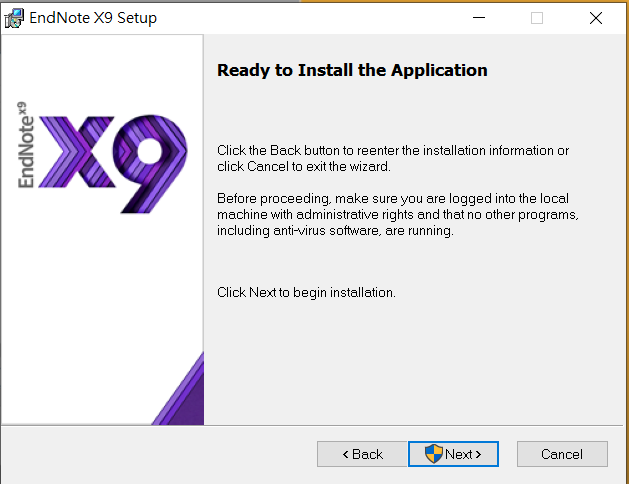 EndNote X9 Setup
Ready to Install the Application
EndNote x9
X9
Click the Back button to reenter the installation information or
click Cancel to exit the wizard.
Before proceeding, make sure you are logged into the local
machine with administrative rights and that no other programs,
including anti-virus software, are running.
Click Next to begin installation.
< Back
Next >
Cancel